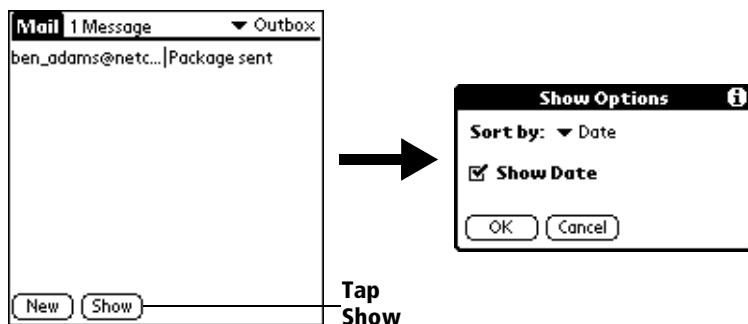 Mail 1 Message Outbox
ben_adams@netc...|Package sent
New Show
Tap
Show
Show Options
Sort by: Date
Show Date
OK Cancel